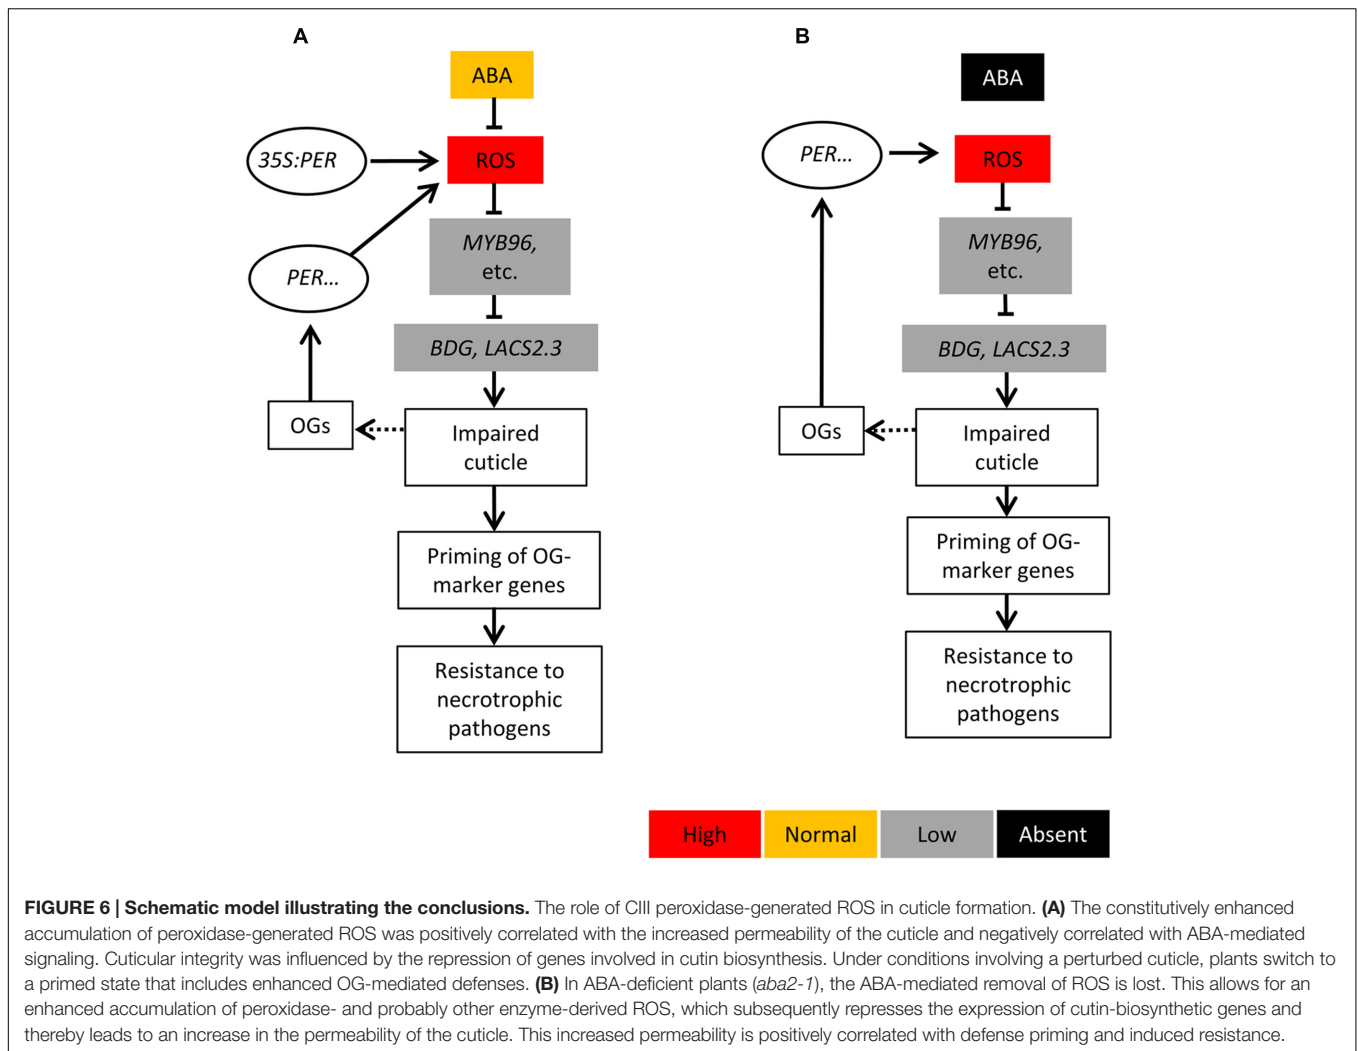 A
ABA
35S:PER
ROS
MYB96,
etc.
PER...
BDG, LACS2.3
OGs
Impaired
cuticle
Priming of OG-
marker genes
Resistance to
necrotrophic
pathogens
B
ABA
PER...
ROS
MYB96,
etc.
BDG, LACS2.3
OGs
Impaired
cuticle
Priming of OG-
marker genes
Resistance to
necrotrophic
pathogens
High
Normal
Low
Absent
FIGURE 6 | Schematic model illustrating the conclusions. The role of CIII peroxidase-generated ROS in cuticle formation. (A) The constitutively enhanced
accumulation of peroxidase-generated ROS was positively correlated with the increased permeability of the cuticle and negatively correlated with ABA-mediated
signaling. Cuticular integrity was influenced by the repression of genes involved in cutin biosynthesis. Under conditions involving a perturbed cuticle, plants switch to
a primed state that includes enhanced OG-mediated defenses. (B) In ABA-deficient plants (aba2-1), the ABA-mediated removal of ROS is lost. This allows for an
enhanced accumulation of peroxidase- and probably other enzyme-derived ROS, which subsequently represses the expression of cutin-biosynthetic genes and
thereby leads to an increase in the permeability of the cuticle. This increased permeability is positively correlated with defense priming and induced resistance.